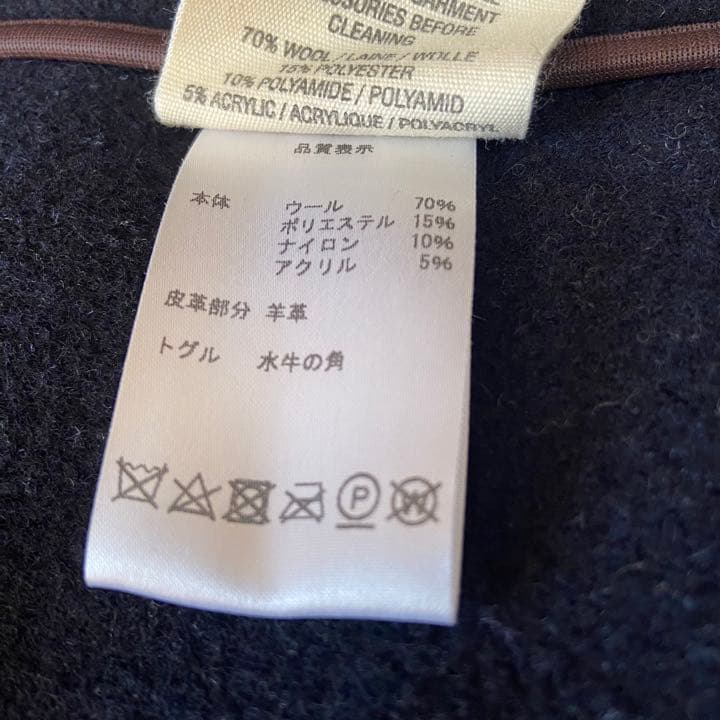 GARMENT
BEFORE
CLEANING
70% WOOL / LAINE / WOLLE
15% POLYESTER
10% POLYAMIDE / POLYAMID
5% ACRYLIC / ACRYLIQUE / POLYACRYL
品質表示
本体 ウール 70%
ポリエステル 15%
ナイロン 10%
アクリル 5%
皮革部分 羊革
トグル 水牛の角
P W